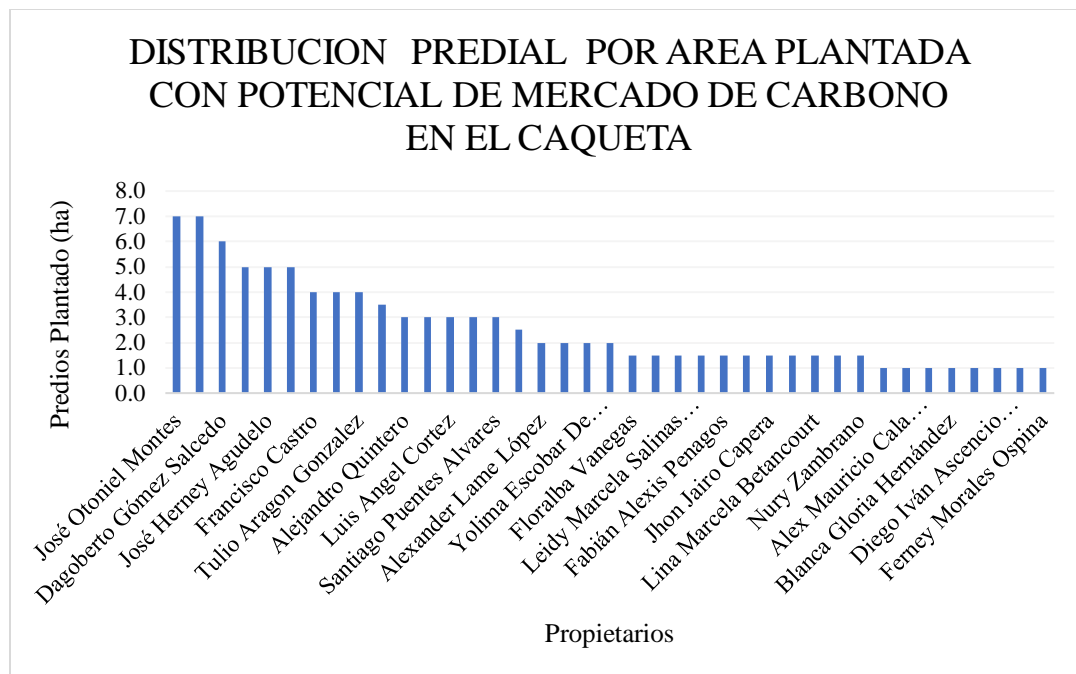 DISTRIBUCION PREDIAL POR AREA PLANTADA
CON POTENCIAL DE MERCADO DE CARBONO
EN EL CAQUETA
Predios Plantado (ha)
8.0
7.0
6.0
5.0
4.0
3.0
2.0
1.0
0.0
José Otoniel Montes
Dagoberto Gómez Salcedo
José Herney Agudelo
Francisco Castro
Tulio Aragon Gonzalez
Alejandro Quintero
Luis Angel Cortez
Santiago Puentes Alvares
Alexander Lame López
Yolima Escobar De…
Floralba Vanegas
Leidy Marcela Salinas…
Fabián Alexis Penagos
Jhon Jairo Capera
Lina Marcela Betancourt
Nury Zambrano
Alex Mauricio Cala…
Blanca Gloria Hernández
Diego Iván Ascencio…
Ferney Morales Ospina
Propietarios